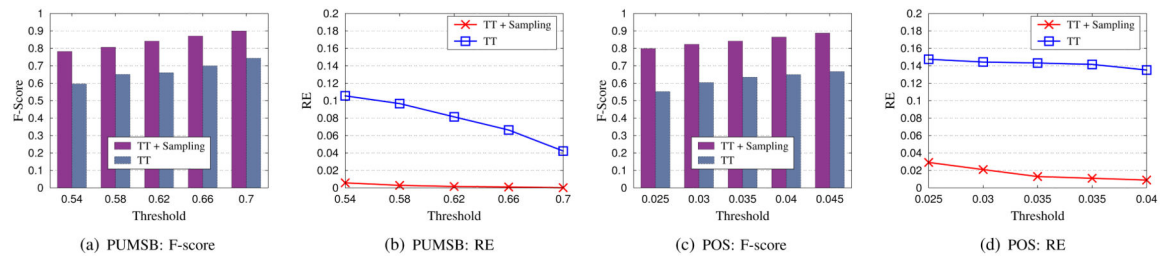 F-Score
1
0.9
0.8
0.7
0.6
0.5
0.4
0.3
0.2
0.1
0
TT + Sampling
TT
0.54 0.58 0.62 0.66 0.7
Threshold
(a) PUMSB: F-score
RE
0.2
0.18
0.16
0.14
0.12
0.1
0.08
0.06
0.04
0.02
0
TT + Sampling
TT
0.54 0.58 0.62 0.66 0.7
Threshold
(b) PUMSB: RE
F-Score
1
0.9
0.8
0.7
0.6
0.5
0.4
0.3
0.2
0.1
0
TT + Sampling
TT
0.025 0.03 0.035 0.04 0.045
Threshold
(c) POS: F-score
RE
0.2
0.18
0.16
0.14
0.12
0.1
0.08
0.06
0.04
0.02
0
TT + Sampling
TT
0.025 0.03 0.035 0.035 0.04
Threshold
(d) POS: RE